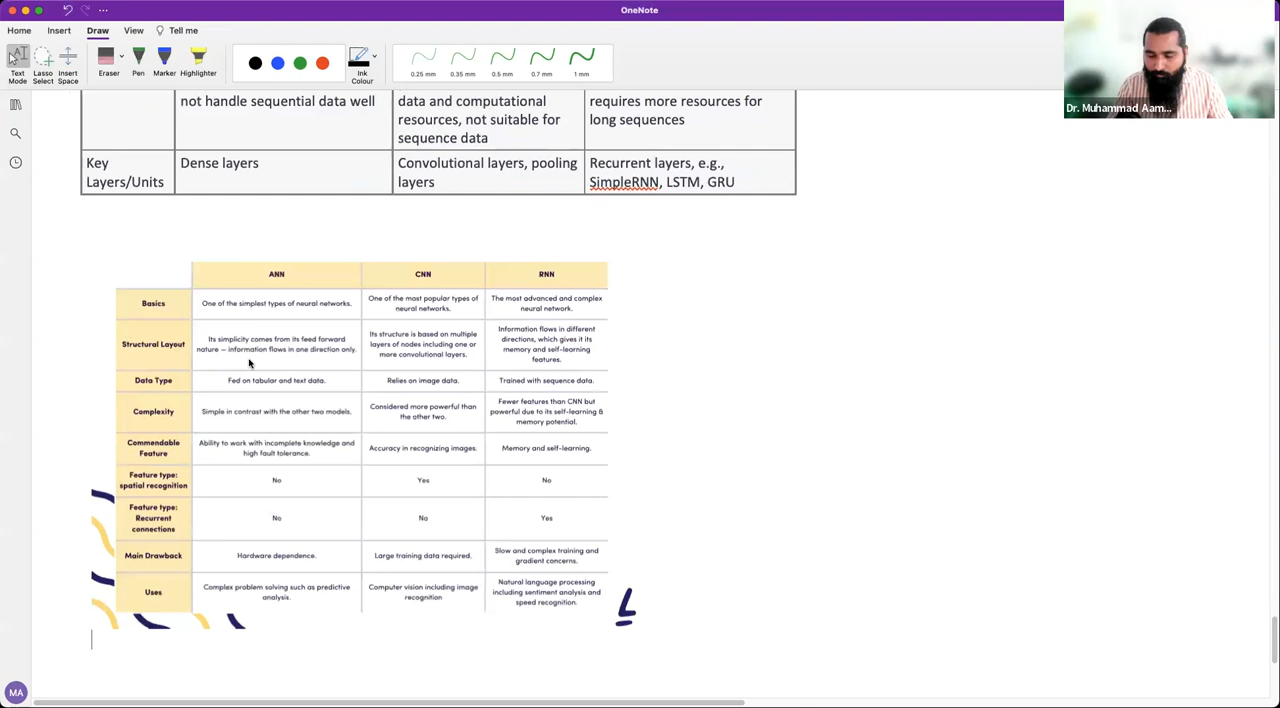 OneNote
Home Insert Draw View Tell me
Text Mode
Lasso Select
Insert Space
Eraser
Pen
Marker
Highlighter
Ink Colour
0.25 mm 0.35 mm 0.5 mm 0.7 mm 1 mm
Dr. Muhammad Aam...
not handle sequential data well
data and computational
resources, not suitable for
sequence data
requires more resources for
long sequences
Key
Layers/Units
Dense layers
Convolutional layers, pooling
layers
Recurrent layers, e.g.,
SimpleRNN, LSTM, GRU
ANN CNN RNN
Basics
One of the simplest types of neural networks.
One of the most popular types of
neural networks.
The most advanced and complex
neural network.
Structural Layout
Its simplicity comes from its feed forward
nature – information flows in one direction only.
Its structure is based on multiple
layers of nodes including one or
more convolutional layers.
Information flows in different
directions, which gives it its
memory and self-learning
features.
Data Type
Fed on tabular and text data.
Relies on image data.
Trained with sequence data.
Complexity
Simple in contrast with the other two models.
Considered more powerful than
the other two.
Fewer features than CNN but
powerful due to its self-learning &
memory potential.
Commendable
Feature
Ability to work with incomplete knowledge and
high fault tolerance.
Accuracy in recognizing images.
Memory and self-learning.
Feature type:
spatial recognition
No
Yes
No
Feature type:
Recurrent
connections
No
No
Yes
Main Drawback
Hardware dependence.
Large training data required.
Slow and complex training and
gradient concerns.
Uses
Complex problem solving such as predictive
analysis.
Computer vision including image
recognition
Natural language processing
including sentiment analysis and
speed recognition.
L
MA